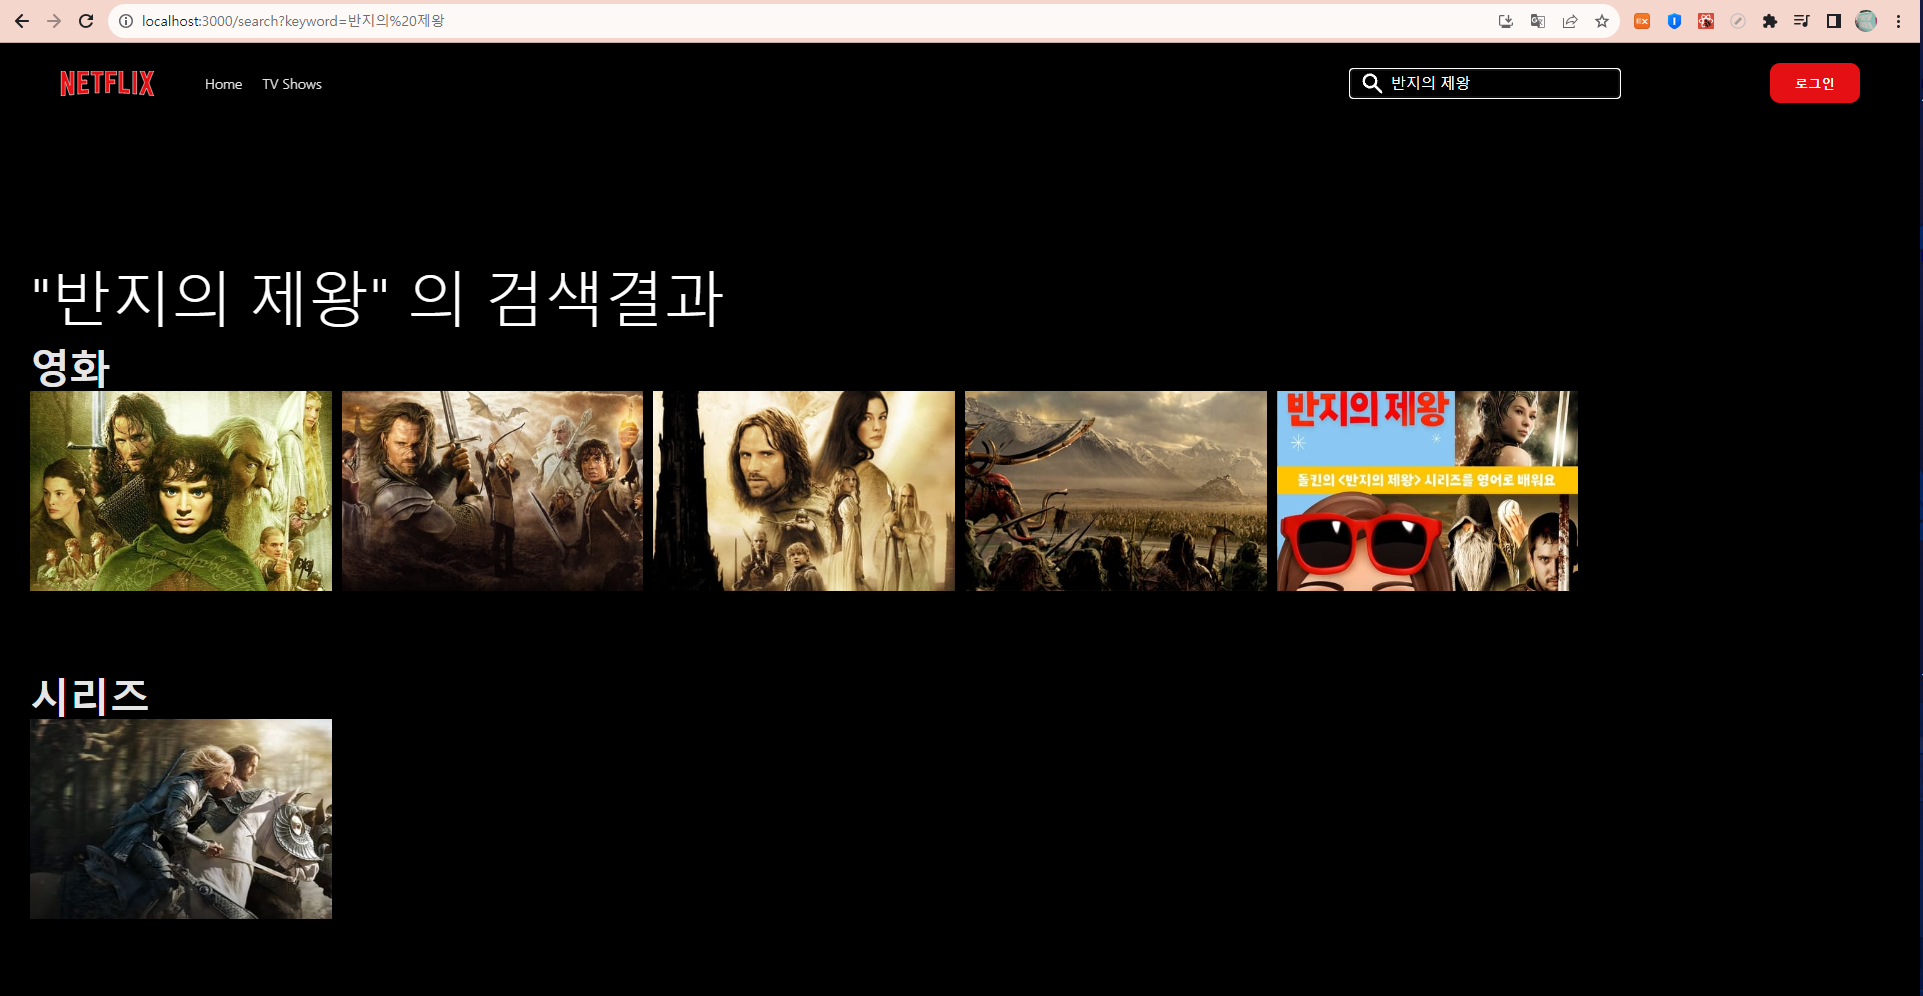 localhost:3000/search?keyword=반지의%20제왕
NETFLIX
Home
TV Shows
반지의 제왕
로그인
"반지의 제왕" 의 검색결과
영화
반지의 제왕
톨킨의 <반지의 제왕> 시리즈를 영어로 배워요
시리즈